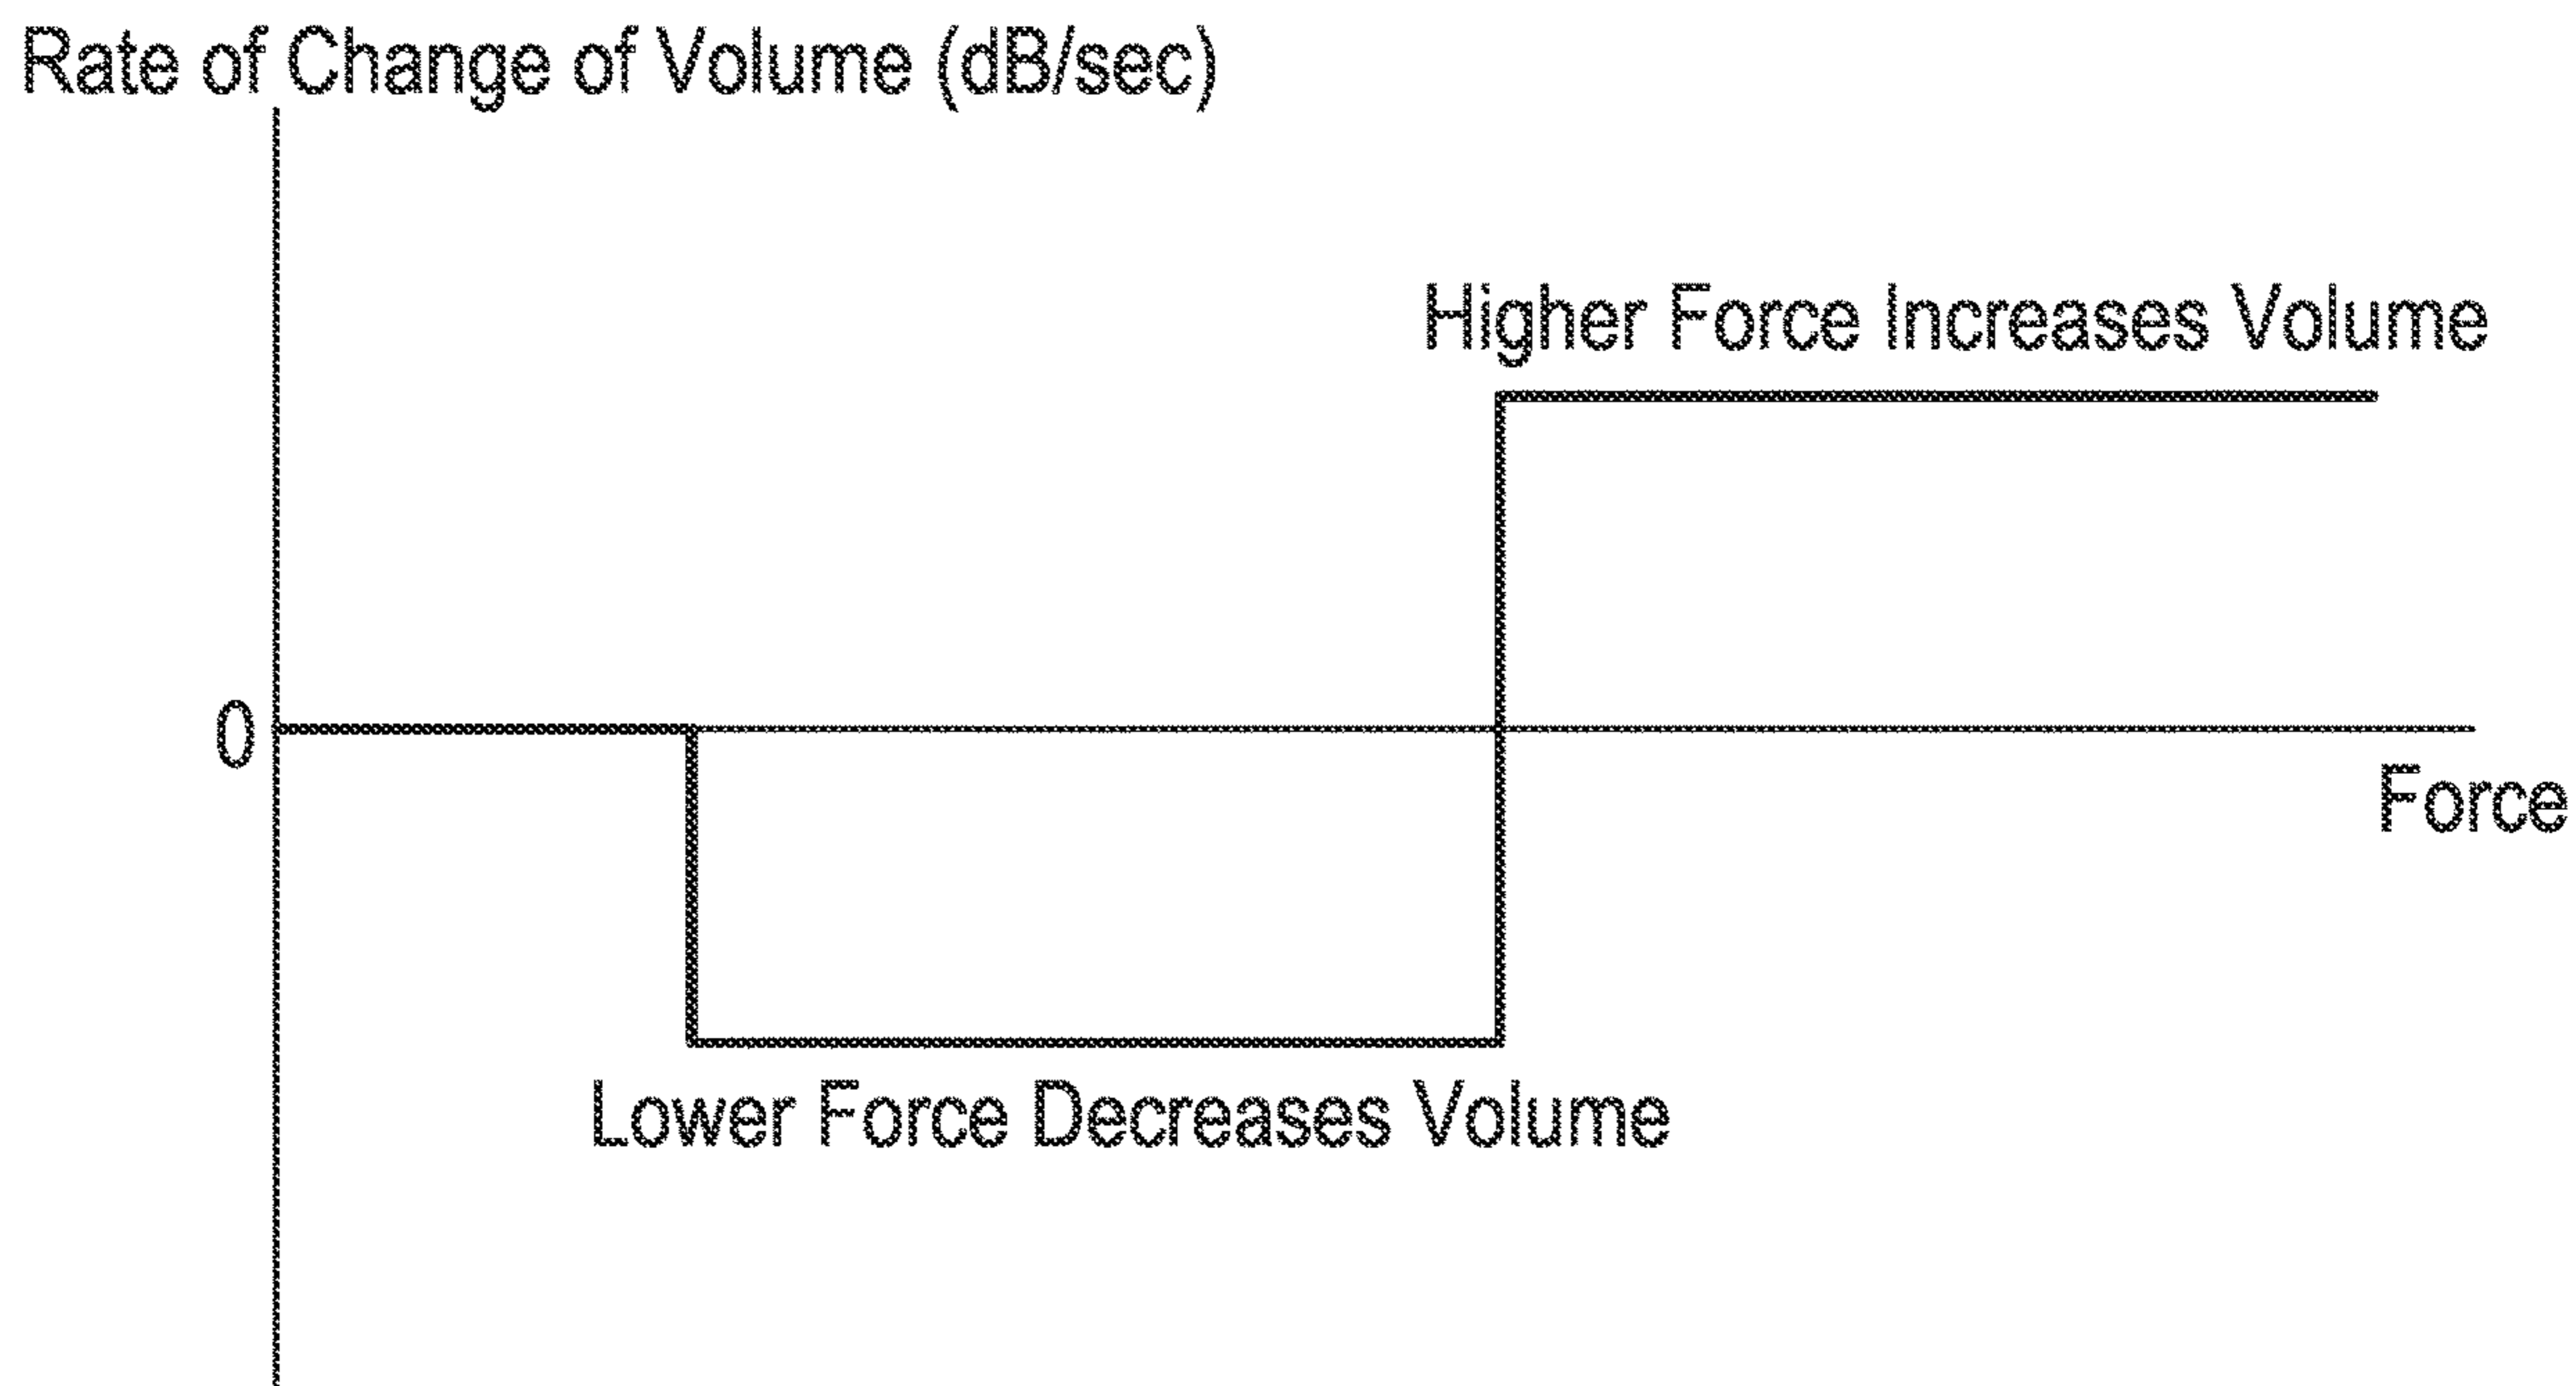 Rate of Change of Volume (dB/sec)
Higher Force Increases Volume
0
Force
Lower Force Decreases Volume